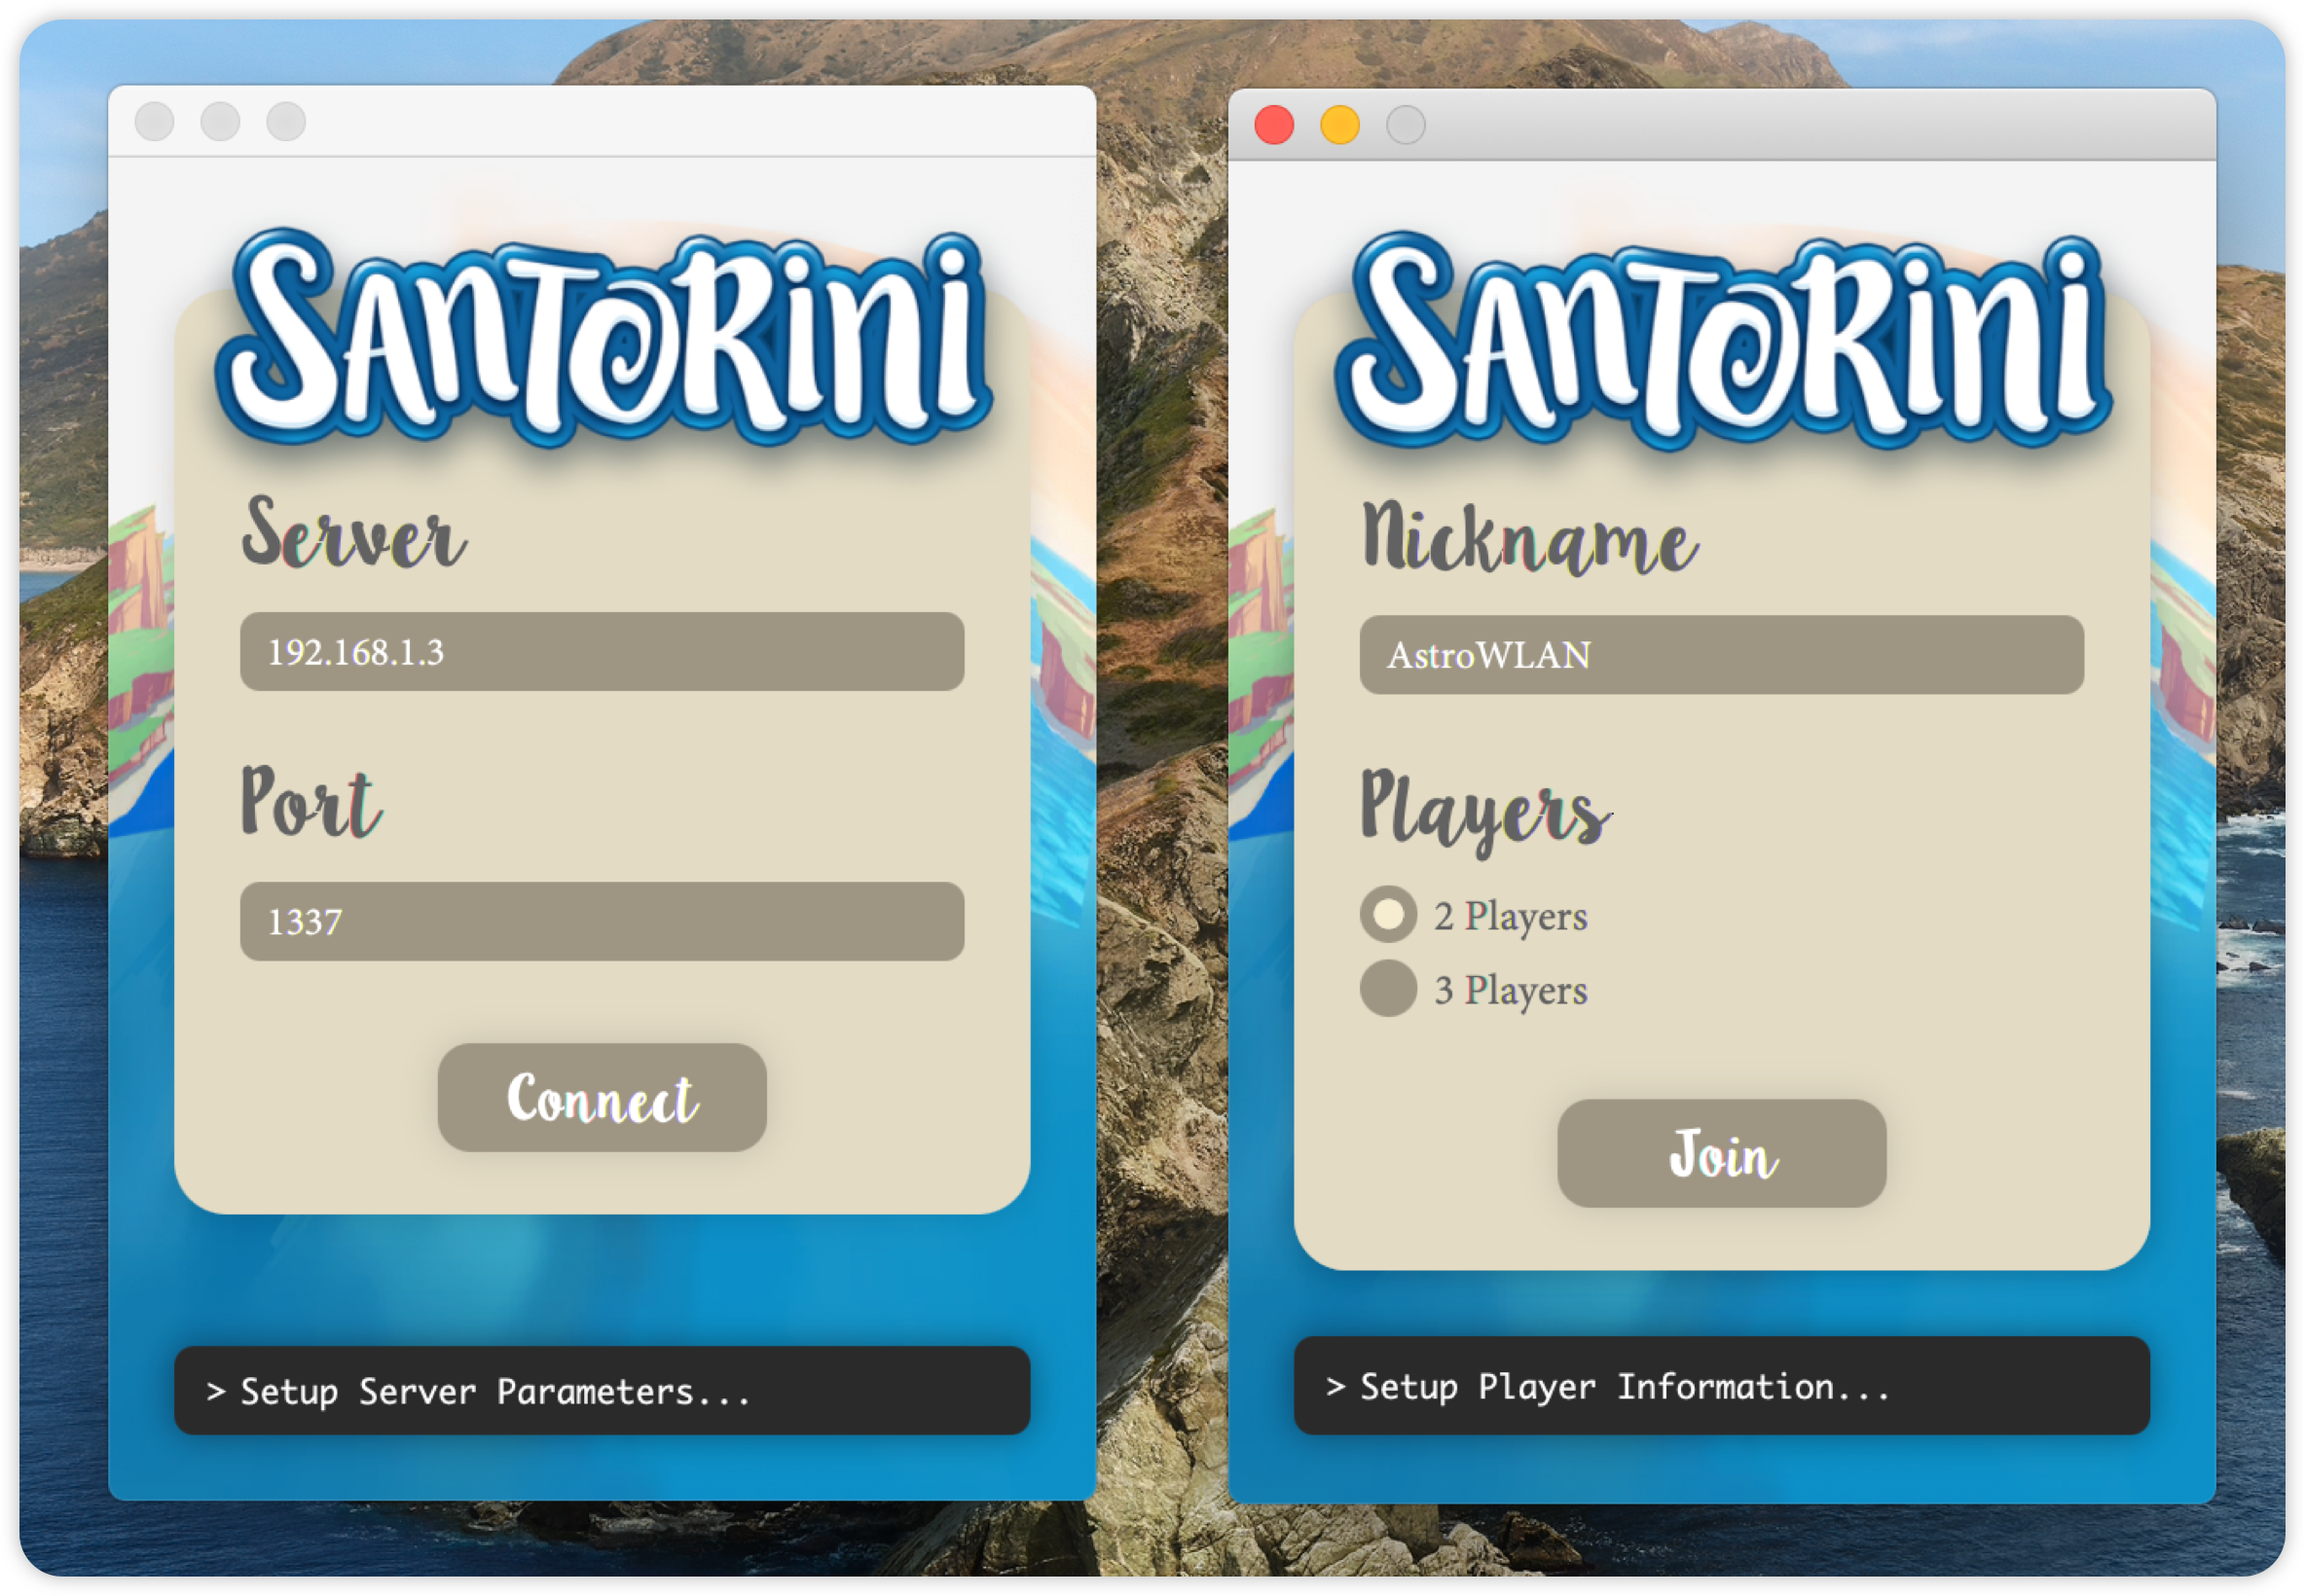 SANTORINI
Server
192.168.1.3
Port
1337
Connect
> Setup Server Parameters...
SANTORINI
Nickname
AstroWLAN
Players
2 Players
3 Players
Join
> Setup Player Information...